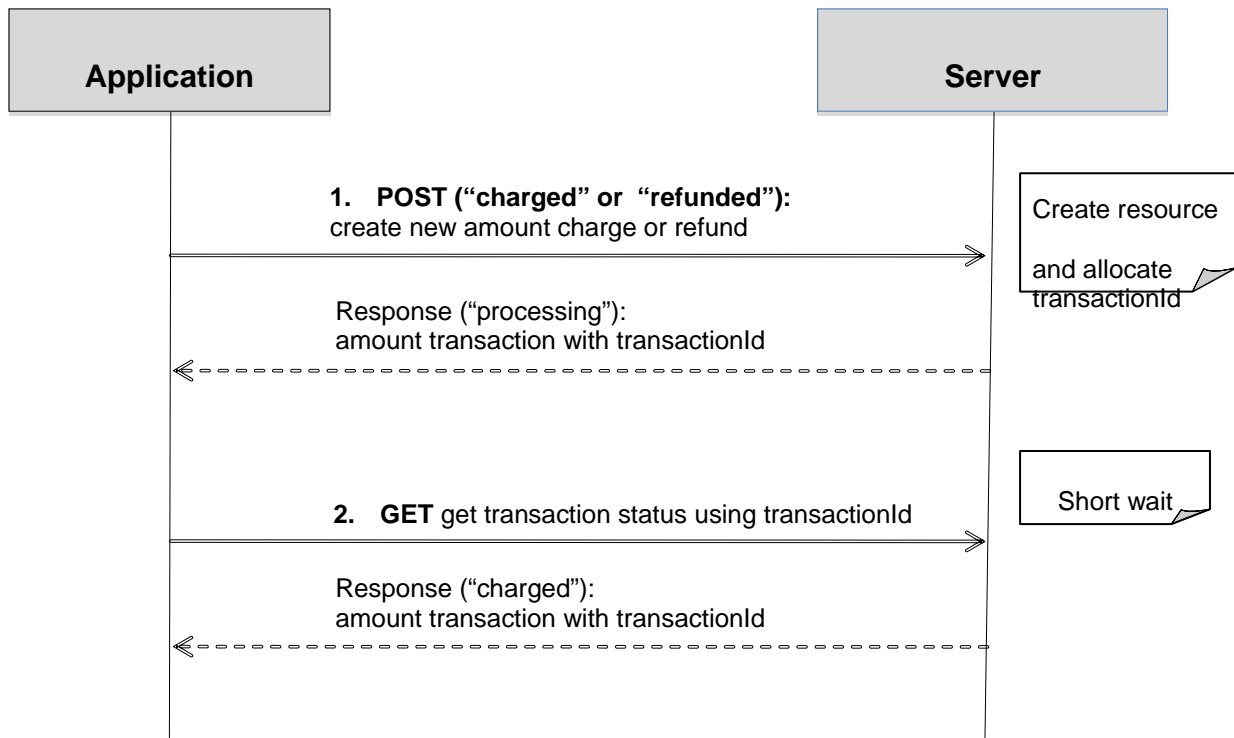 Application
Server
1. POST (“charged” or “refunded”):
create new amount charge or refund
Create resource
and allocate
transactionId
Response (“processing”):
amount transaction with transactionId
Short wait
2. GET get transaction status using transactionId
Response (“charged”):
amount transaction with transactionId